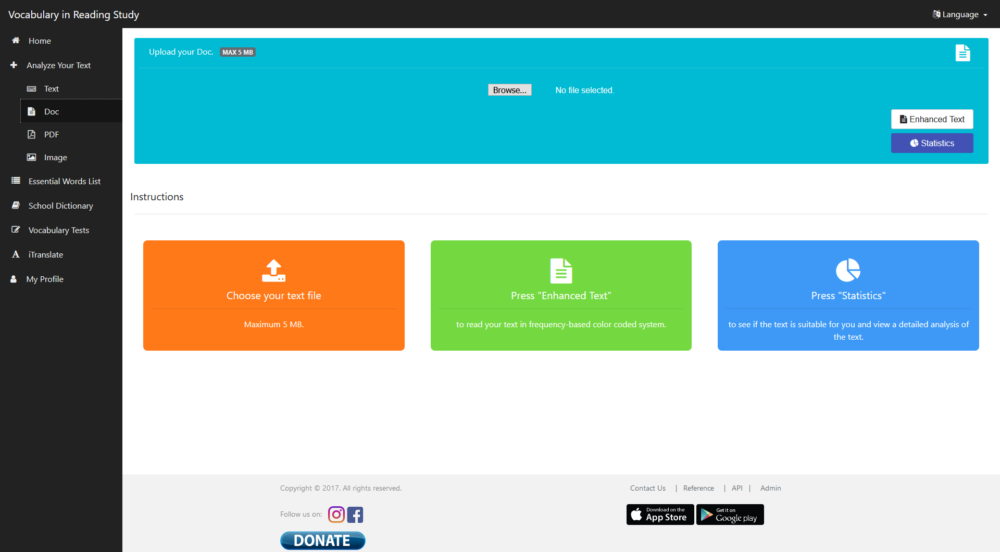 Vocabulary in Reading Study
Language
Home
Analyze Your Text
Text
Doc
PDF
Image
Essential Words List
School Dictionary
Vocabulary Tests
iTranslate
My Profile
Upload your Doc. MAX 5 MB
Browse... No file selected.
Enhanced Text
Statistics
Instructions
Choose your text file
Maximum 5 MB.
Press "Enhanced Text"
to read your text in frequency-based color coded system.
Press "Statistics"
to see if the text is suitable for you and view a detailed analysis of
the text.
Copyright © 2017. All rights reserved.
Follow us on:
DONATE
Contact Us | Reference | API | Admin
Download on the
App Store
Get it on
Google play